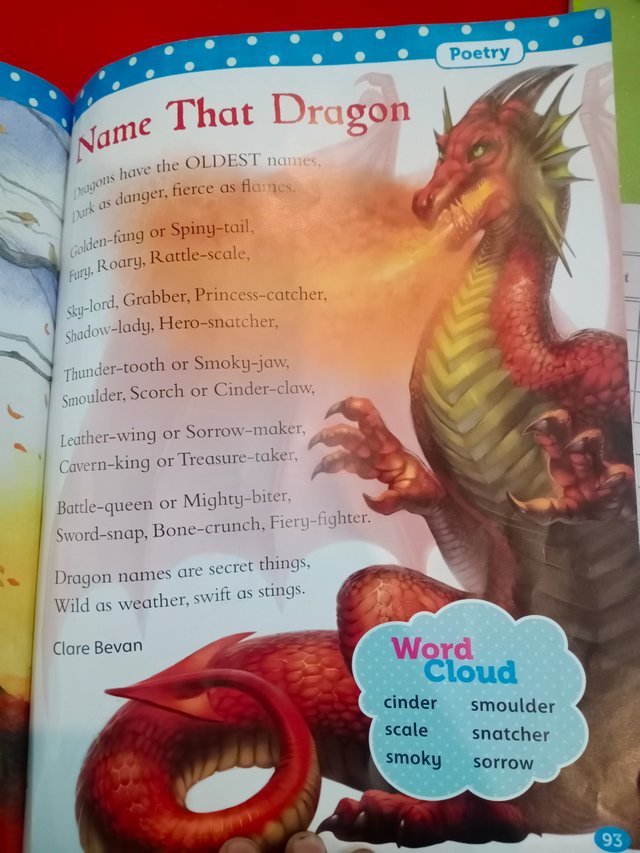 Poetry
Name That Dragon
Dragons have the OLDEST names,
Dark as danger, fierce as flames.
Golden-fang or Spiny-tail,
Fury, Roary, Rattle-scale,
Sky-lord, Grabber, Princess-catcher,
Shadow-lady, Hero-snatcher,
Thunder-tooth or Smoky-jaw,
Smoulder, Scorch or Cinder-claw,
Leather-wing or Sorrow-maker,
Cavern-king or Treasure-taker,
Battle-queen or Mighty-biter,
Sword-snap, Bone-crunch, Fiery-fighter.
Dragon names are secret things,
Wild as weather, swift as stings.
Clare Bevan
Word
Cloud
cinder smoulder
scale snatcher
smoky sorrow
93